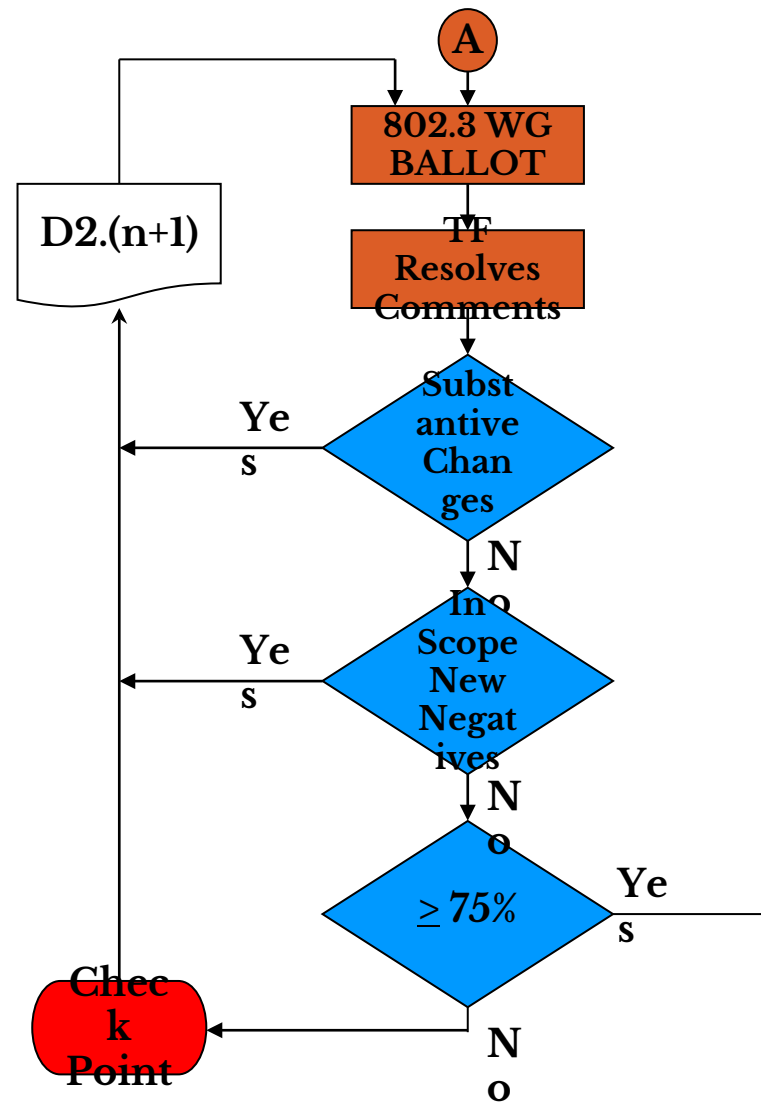 A
802.3 WG
BALLOT
D2.(n+1)
TF
Resolves
Comments
Subst
antive
Chan
ges
Ye
s
N
o
In
Scope
New
Negat
ives
Ye
s
N
o
≥ 75%
Ye
s
Chec
k
Point
N
o